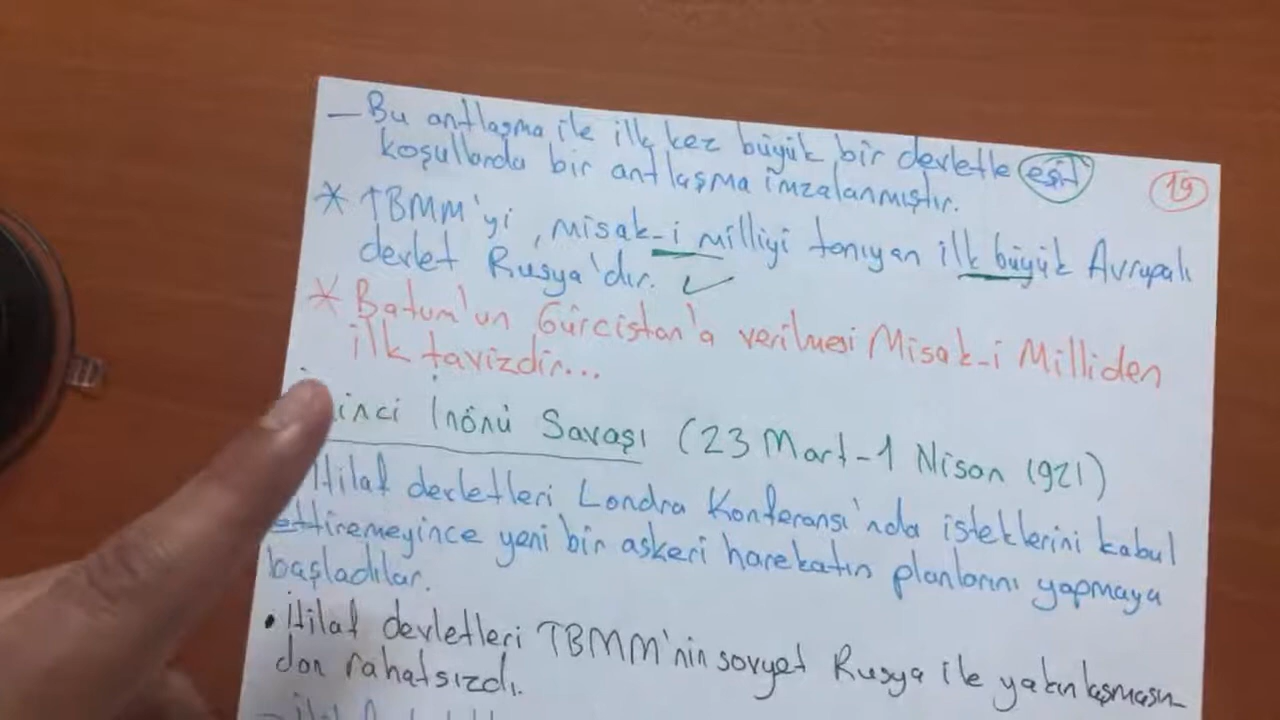 — Bu antlaşma ile ilk kez büyük bir devletle eşit
koşullarda bir antlaşma imzalanmıştır.
19
* TBMM'yi, misak-i milliyi tanıyan ilk büyük Avrupalı
devlet Rusya'dır. ✓
* Batum'un Gürcistan'a verilmesi Misak-i Milliden
ilk tavizdir...
İnönü Savaşı (23 Mart-1 Nisan 1921)
İtilaf devletleri Londra Konferansı'nda isteklerini kabul
ettiremeyince yeni bir askeri harekatın planlarını yapmaya
başladılar.
• İtilaf devletleri TBMM'nin sovyet Rusya ile yakınlaşmasın
dan rahatsızdı.